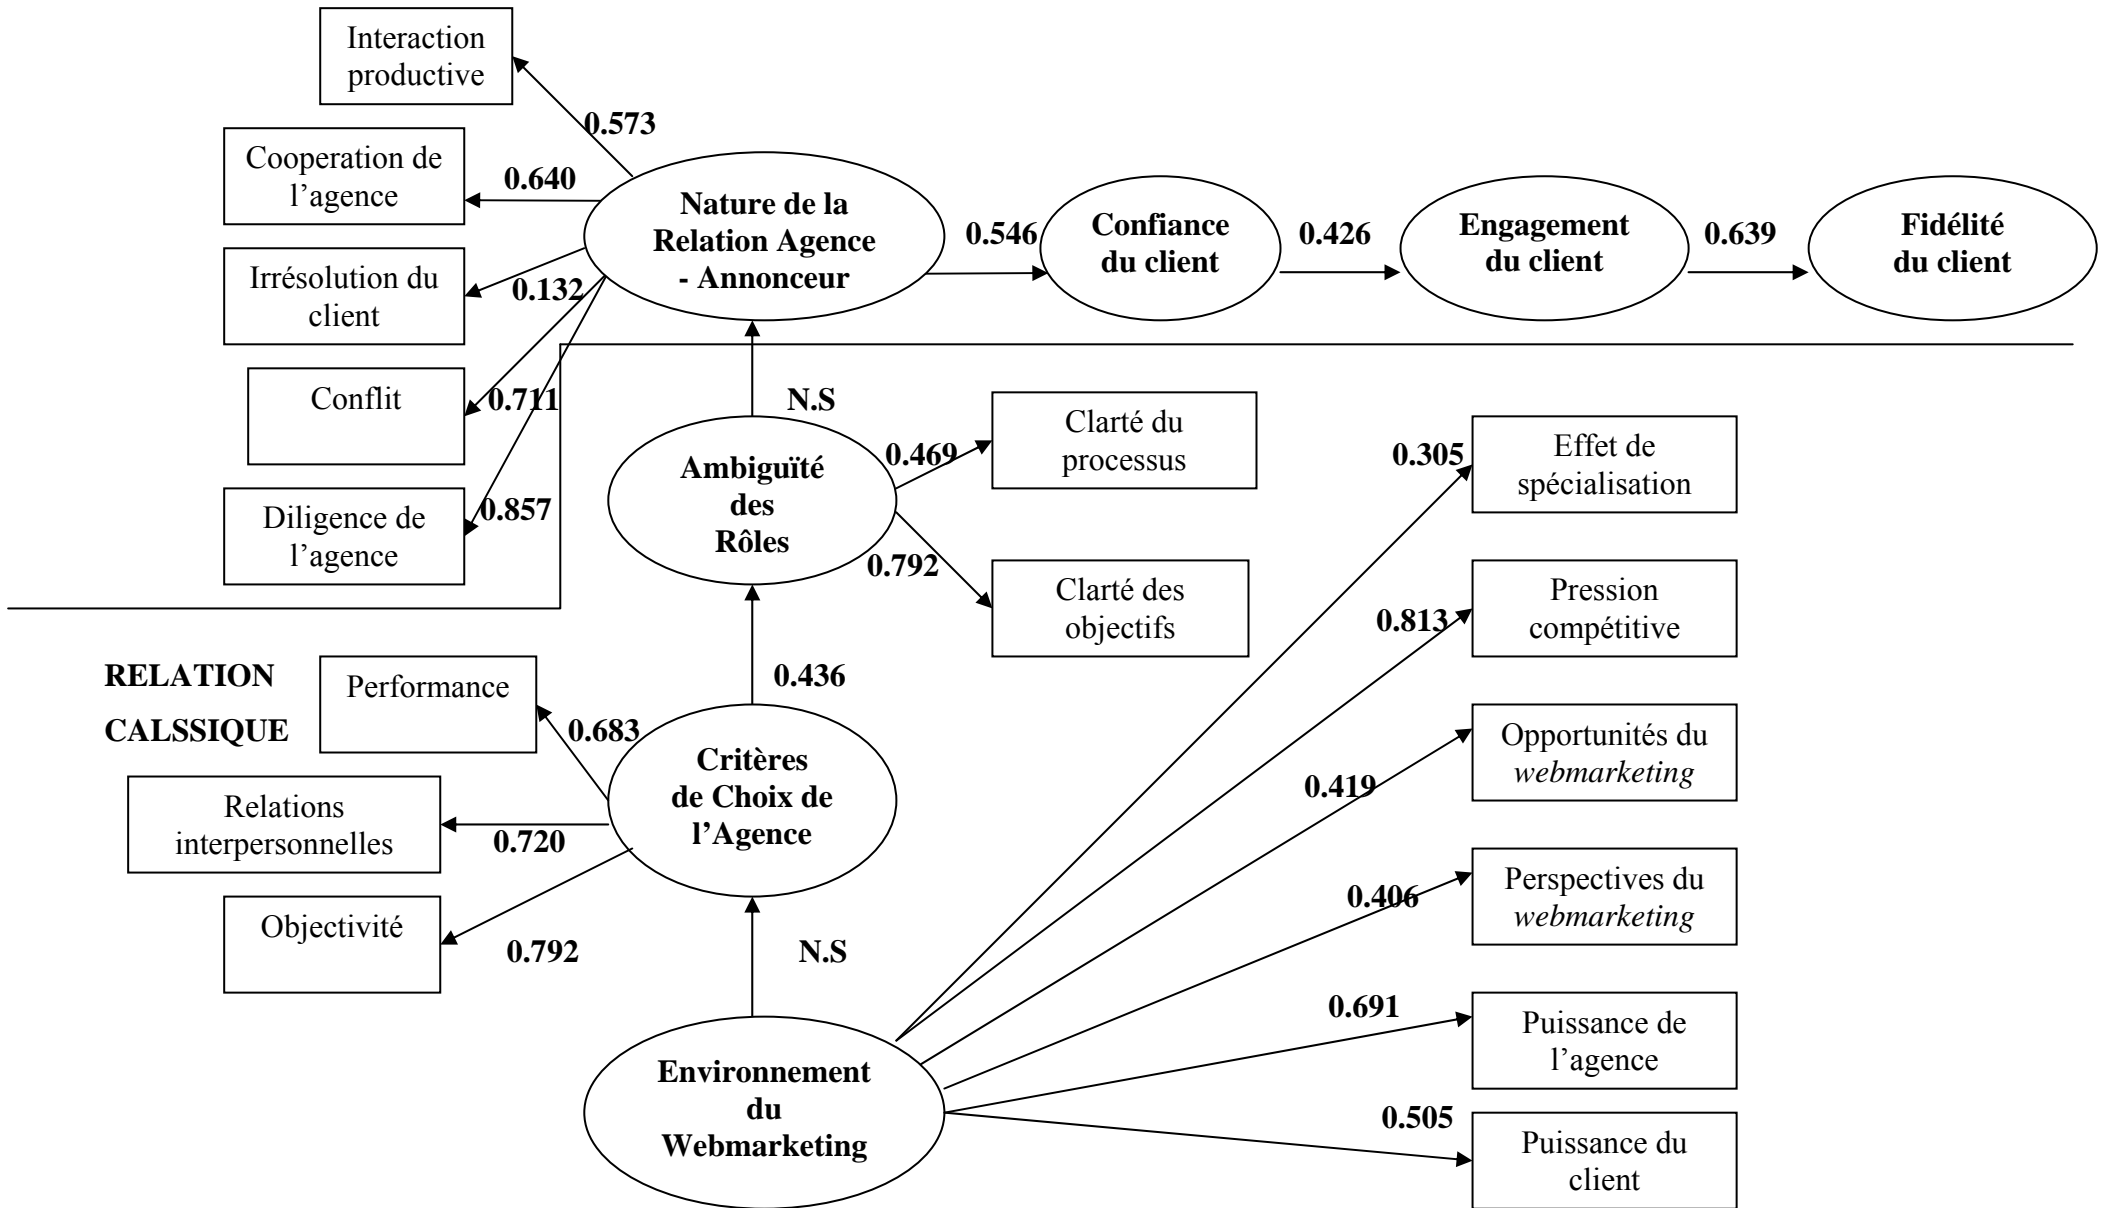 Interaction
productive
0.573
Cooperation de
l’agence
0.640
Nature de la
Relation Agence
- Annonceur
0.546
Confiance
du client
0.426
Engagement
du client
0.639
Fidélité
du client
Irrésolution du
client
0.132
Conflit
0.711
Diligence de
l’agence
0.857
N.S
Ambiguïté
des
Rôles
0.469
Clarté du
processus
0.792
Clarté des
objectifs
0.305
Effet de
spécialisation
0.813
Pression
compétitive
RELATION
CALSSIQUE
Performance
0.683
0.436
Critères
de Choix de
l’Agence
Relations
interpersonnelles
0.720
Objectivité
0.792
N.S
0.419
Opportunités du
webmarketing
0.406
Perspectives du
webmarketing
Environnement
du
Webmarketing
0.691
Puissance de
l’agence
0.505
Puissance du
client